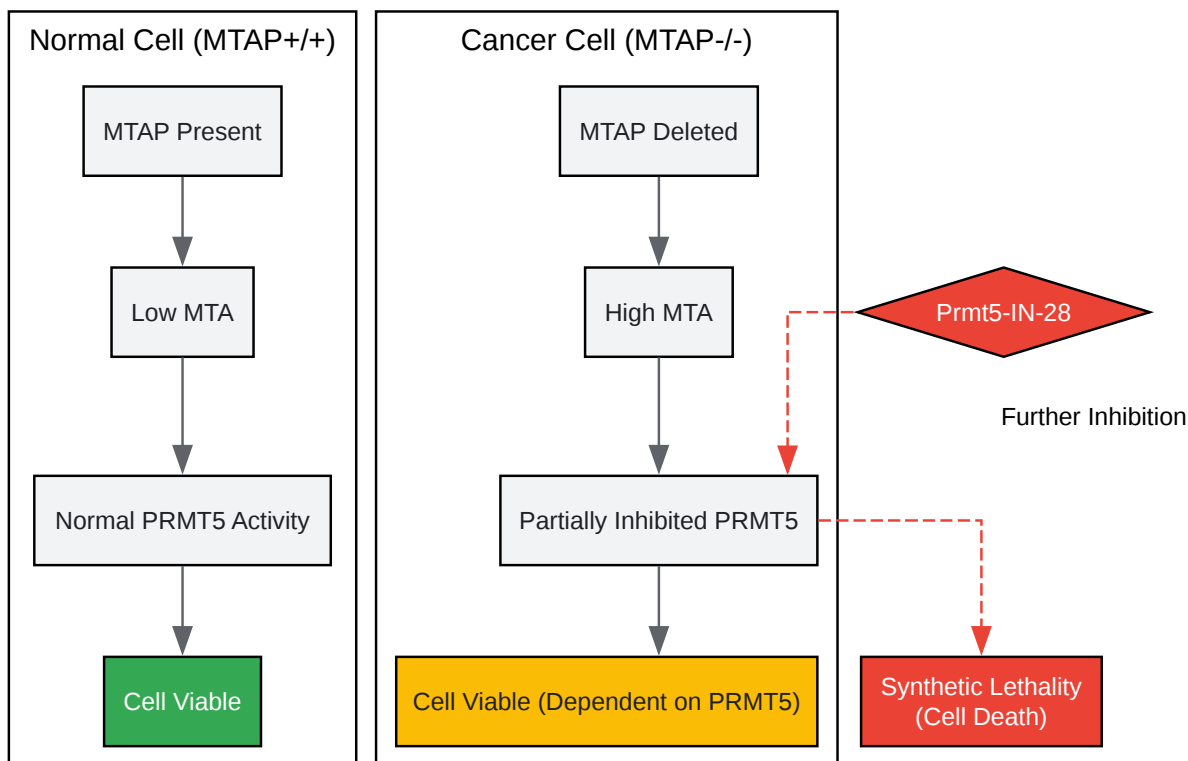 Normal Cell (MTAP+/+)
MTAP Present
Low MTA
Normal PRMT5 Activity
Cell Viable
Cancer Cell (MTAP-/-)
MTAP Deleted
High MTA
Partially Inhibited PRMT5
Cell Viable (Dependent on PRMT5)
Prmt5-IN-28
Further Inhibition
Synthetic Lethality
(Cell Death)